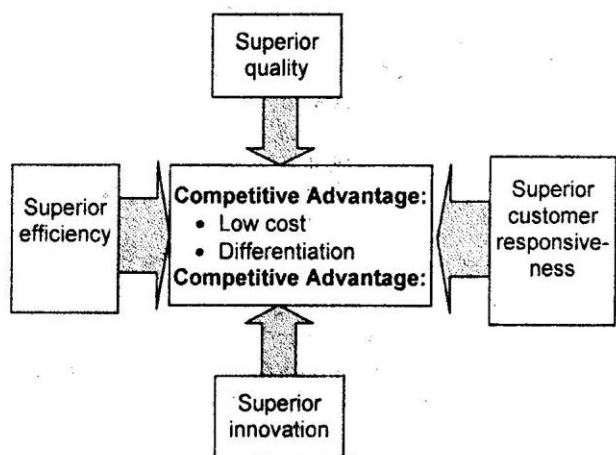 Superior
quality
Superior
efficiency
Competitive Advantage:
• Low cost
• Differentiation
Competitive Advantage:
Superior
customer
responsive-
ness
Superior
innovation